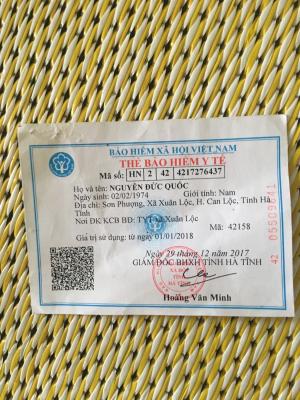 BẢO HIỂM XÃ HỘI VIỆT NAM
THẺ BẢO HIỂM Y TẾ
Mã số: HN 2 42 4217276437
Họ và tên: NGUYỄN ĐỨC QUỐC
Ngày sinh: 02/02/1974 Giới tính: Nam
Địa chỉ: Sơn Phượng, Xã Xuân Lộc, H. Can Lộc, Tỉnh Hà
Tĩnh
Nơi ĐK KCB BĐ: TYT xã Xuân Lộc Mã: 42158
Giá trị sử dụng: từ ngày 01/01/2018
Ngày 29 tháng 12 năm 2017
GIÁM ĐỐC BHXH TỈNH HÀ TĨNH
Hoàng Văn Minh